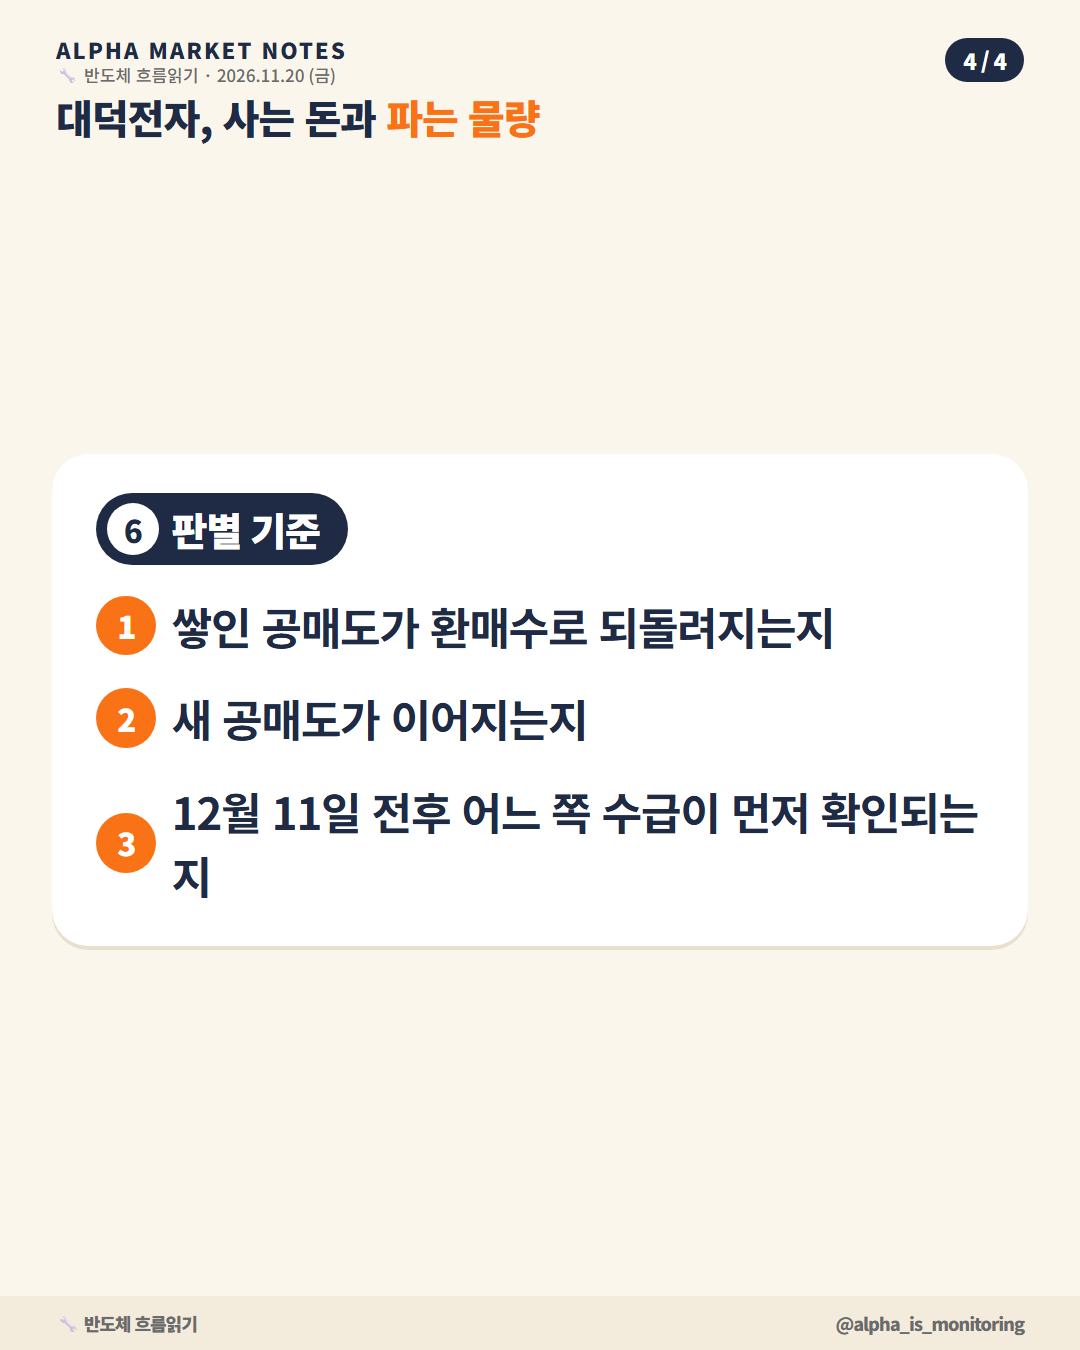 ALPHA MARKET NOTES
🔧 반도체 흐름읽기 · 2026.11.20 (금)
4 / 4
대덕전자, 사는 돈과 파는 물량
6 판별 기준
1 쌓인 공매도가 환매수로 되돌려지는지
2 새 공매도가 이어지는지
3 12월 11일 전후 어느 쪽 수급이 먼저 확인되는
지
🔧 반도체 흐름읽기
@alpha_is_monitoring